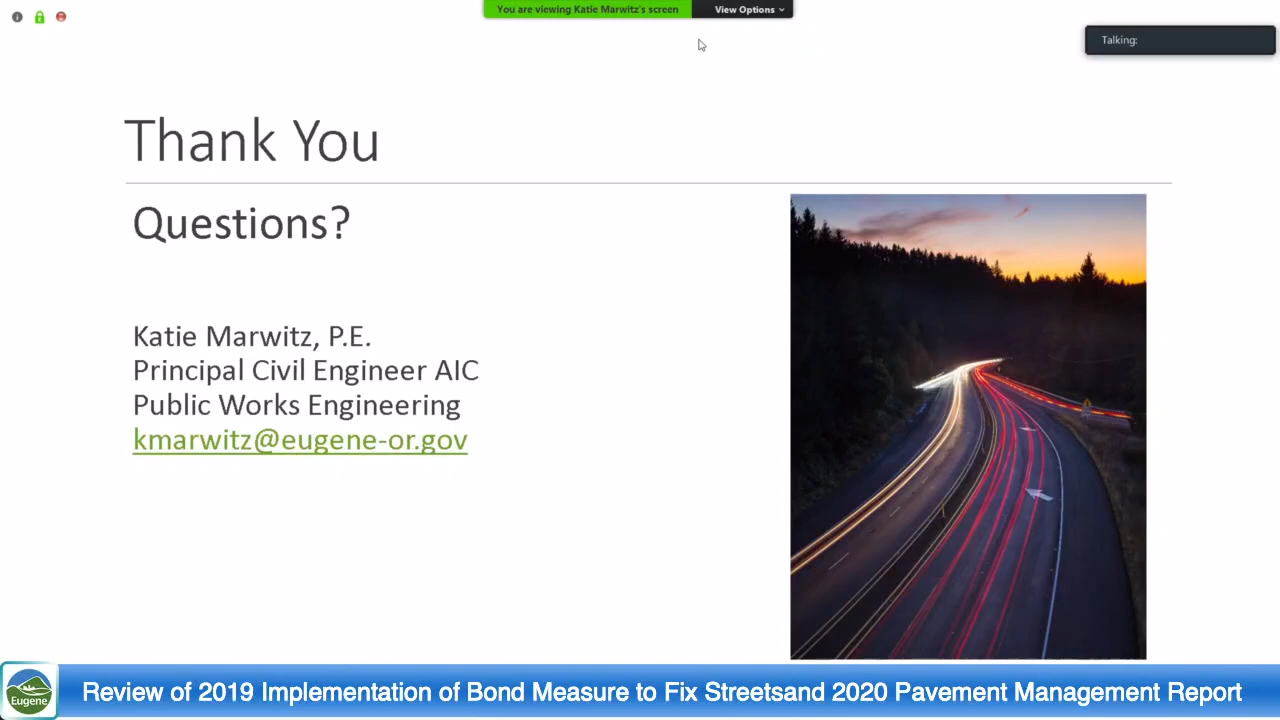 You are viewing Katie Marwitz's screen
View Options
Talking:
Thank You
Questions?
Katie Marwitz, P.E.
Principal Civil Engineer AIC
Public Works Engineering
kmarwitz@eugene-or.gov
Eugene
Review of 2019 Implementation of Bond Measure to Fix Streetsand 2020 Pavement Management Report